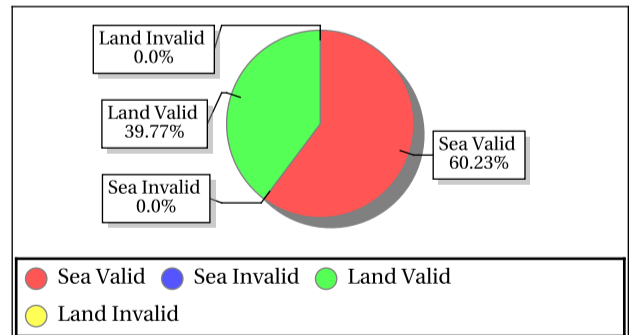 Land Invalid
0.0%
Land Valid
39.77%
Sea Valid
60.23%
Sea Invalid
0.0%
Sea Valid Sea Invalid Land Valid
Land Invalid